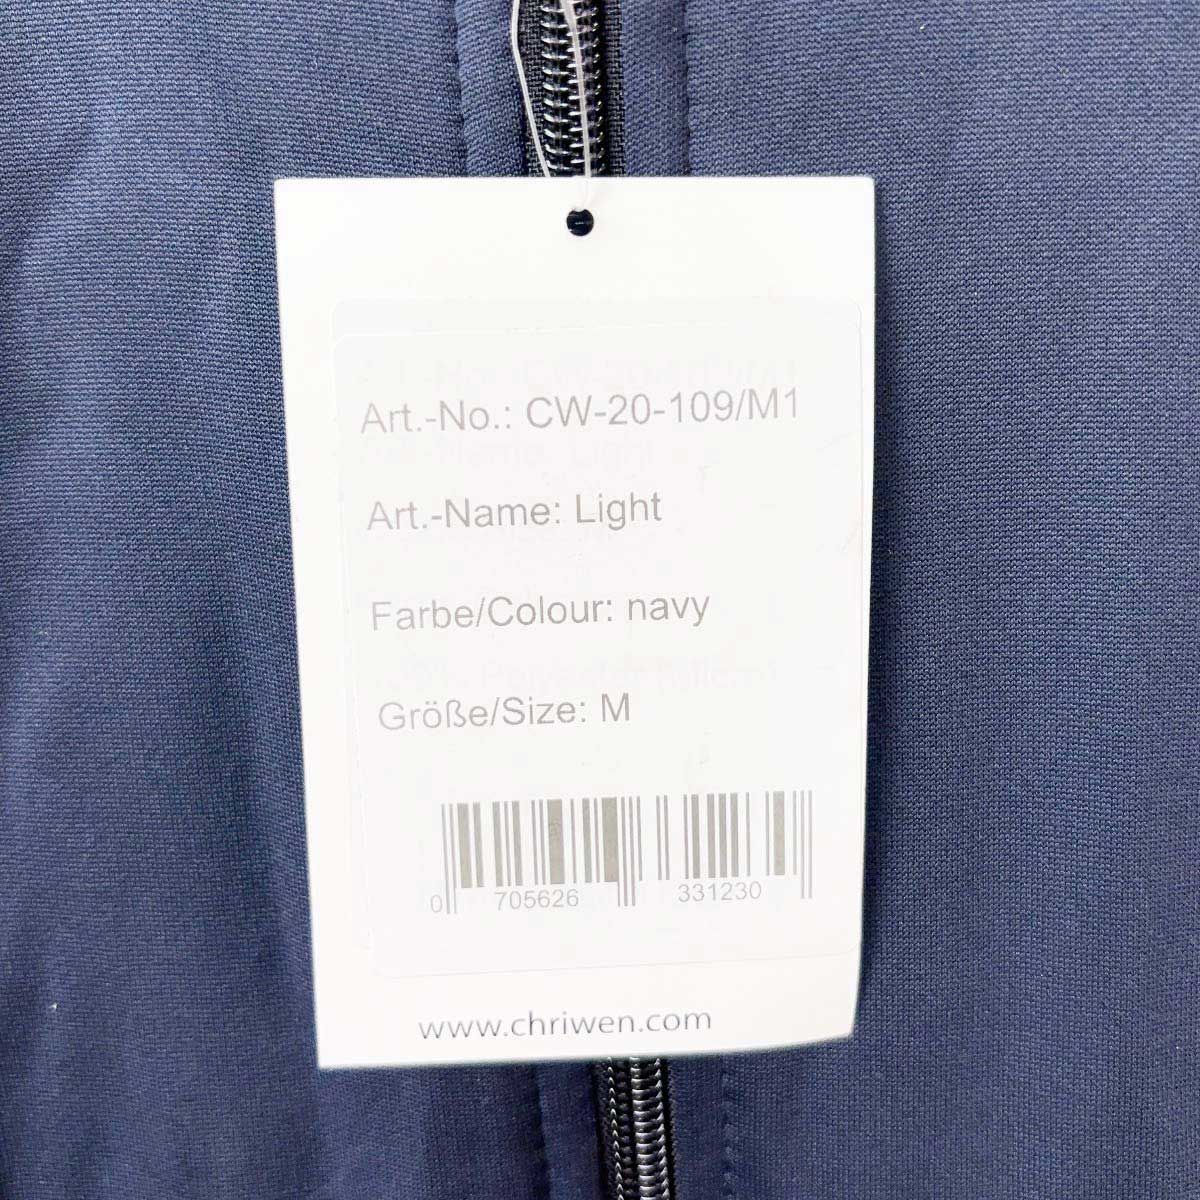 Art.-No.: CW-20-109/M1
Art.-Name: Light
Farbe/Colour: navy
Größe/Size: M
0 705626 331230
www.chriwen.com